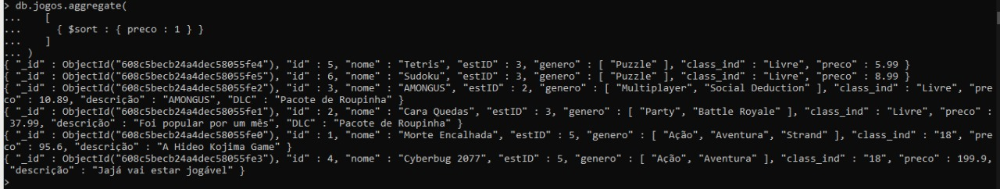 > db.jogos.aggregate(
...     [
...       { $sort : { preco : 1 } }
...     ]
... )
{ "_id" : ObjectId("608c5becb24a4dec58055fe4"), "id" : 5, "nome" : "Tetris", "estID" : 3, "genero" : [ "Puzzle" ], "class_ind" : "Livre", "preco" : 5.99 }
{ "_id" : ObjectId("608c5becb24a4dec58055fe5"), "id" : 6, "nome" : "Sudoku", "estID" : 3, "genero" : [ "Puzzle" ], "class_ind" : "Livre", "preco" : 8.99 }
{ "_id" : ObjectId("608c5becb24a4dec58055fe2"), "id" : 3, "nome" : "AMONGUS", "estID" : 2, "genero" : [ "Multiplayer", "Social Deduction" ], "class_ind" : "Livre", "pre
co" : 10.89, "descrição" : "AMONGUS", "DLC" : "Pacote de Roupinha" }
{ "_id" : ObjectId("608c5becb24a4dec58055fe1"), "id" : 2, "nome" : "Cara Quedas", "estID" : 3, "genero" : [ "Party", "Battle Royale" ], "class_ind" : "Livre", "preco" :
 37.99, "descrição" : "Foi popular por um mês", "DLC" : "Pacote de Roupinha" }
{ "_id" : ObjectId("608c5becb24a4dec58055fe0"), "id" : 1, "nome" : "Morte Encalhada", "estID" : 5, "genero" : [ "Ação", "Aventura", "Strand" ], "class_ind" : "18", "pre
co" : 95.6, "descrição" : "A Hideo Kojima Game" }
{ "_id" : ObjectId("608c5becb24a4dec58055fe3"), "id" : 4, "nome" : "Cyberbug 2077", "estID" : 5, "genero" : [ "Ação", "Aventura" ], "class_ind" : "18", "preco" : 199.9,
 "descrição" : "Jajá vai estar jogável" }
>